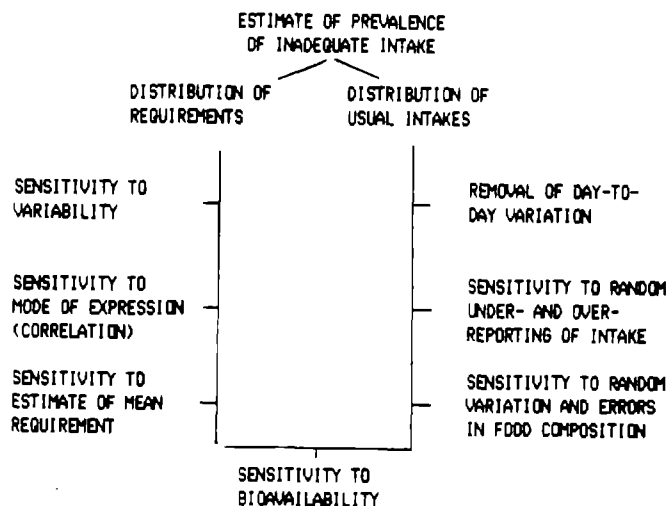 ESTIMATE OF PREVALENCE
OF INADEQUATE INTAKE
DISTRIBUTION OF
REQUIREMENTS
DISTRIBUTION OF
USUAL INTAKES
SENSITIVITY TO
VARIABILITY
SENSITIVITY TO
MODE OF EXPRESSION
(CORRELATION)
SENSITIVITY TO
ESTIMATE OF MEAN
REQUIREMENT
REMOVAL OF DAY-TO-
DAY VARIATION
SENSITIVITY TO RANDOM
UNDER- AND OVER-
REPORTING OF INTAKE
SENSITIVITY TO RANDOM
VARIATION AND ERRORS
IN FOOD COMPOSITION
SENSITIVITY TO
BIOAVAILABILITY